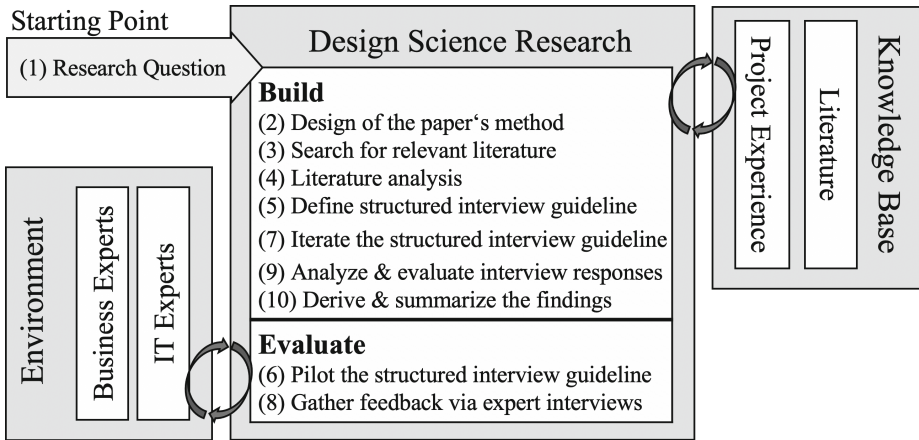 Starting Point
(1) Research Question
Design Science Research
Build
(2) Design of the paper‘s method
(3) Search for relevant literature
(4) Literature analysis
(5) Define structured interview guideline
(7) Iterate the structured interview guideline
(9) Analyze & evaluate interview responses
(10) Derive & summarize the findings
Evaluate
(6) Pilot the structured interview guideline
(8) Gather feedback via expert interviews
Environment
Business Experts
IT Experts
Project Experience
Literature
Knowledge Base